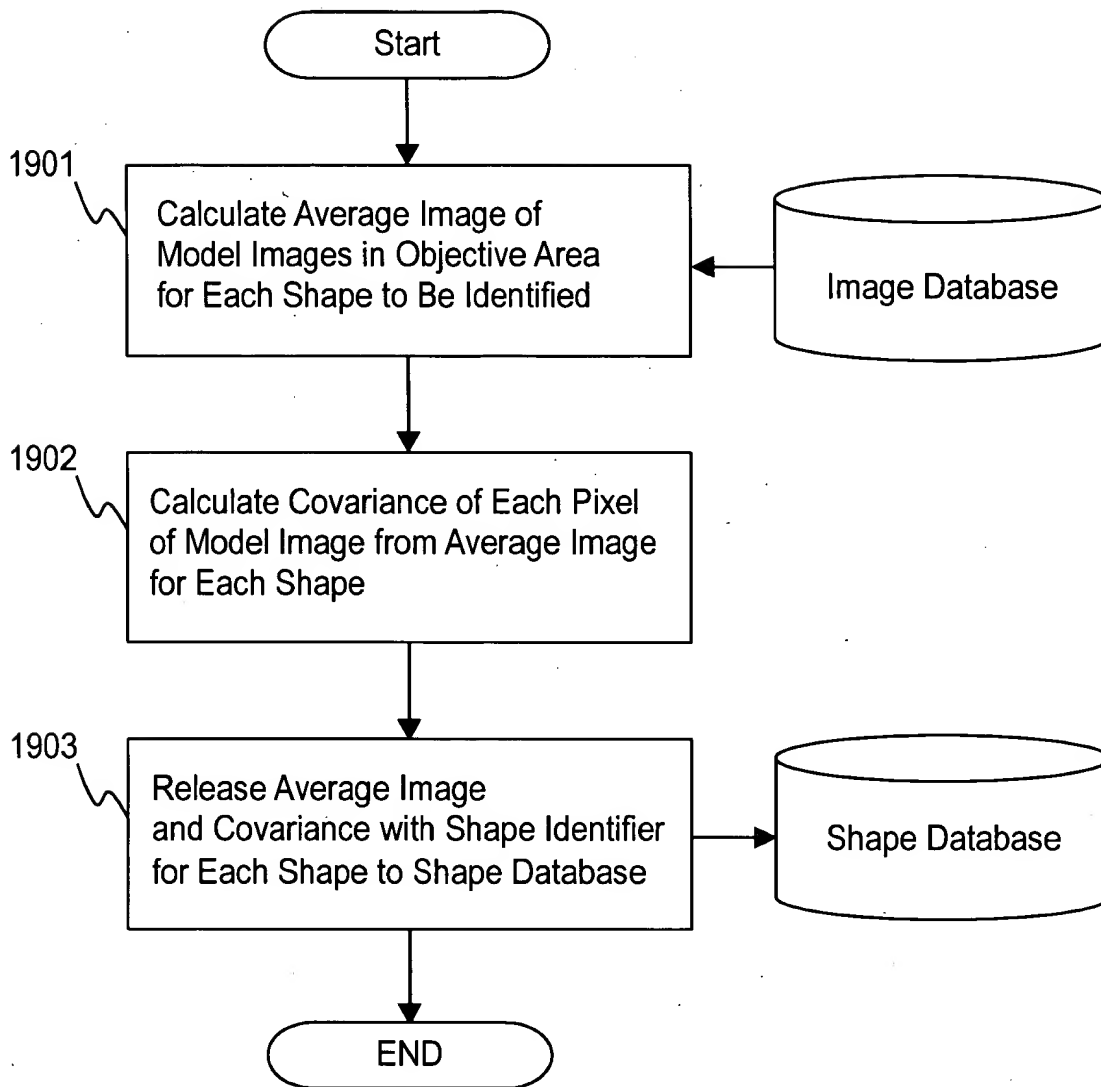 Start
1901
Calculate Average Image of
Model Images in Objective Area
for Each Shape to Be Identified
Image Database
1902
Calculate Covariance of Each Pixel
of Model Image from Average Image
for Each Shape
1903
Release Average Image
and Covariance with Shape Identifier
for Each Shape to Shape Database
Shape Database
END